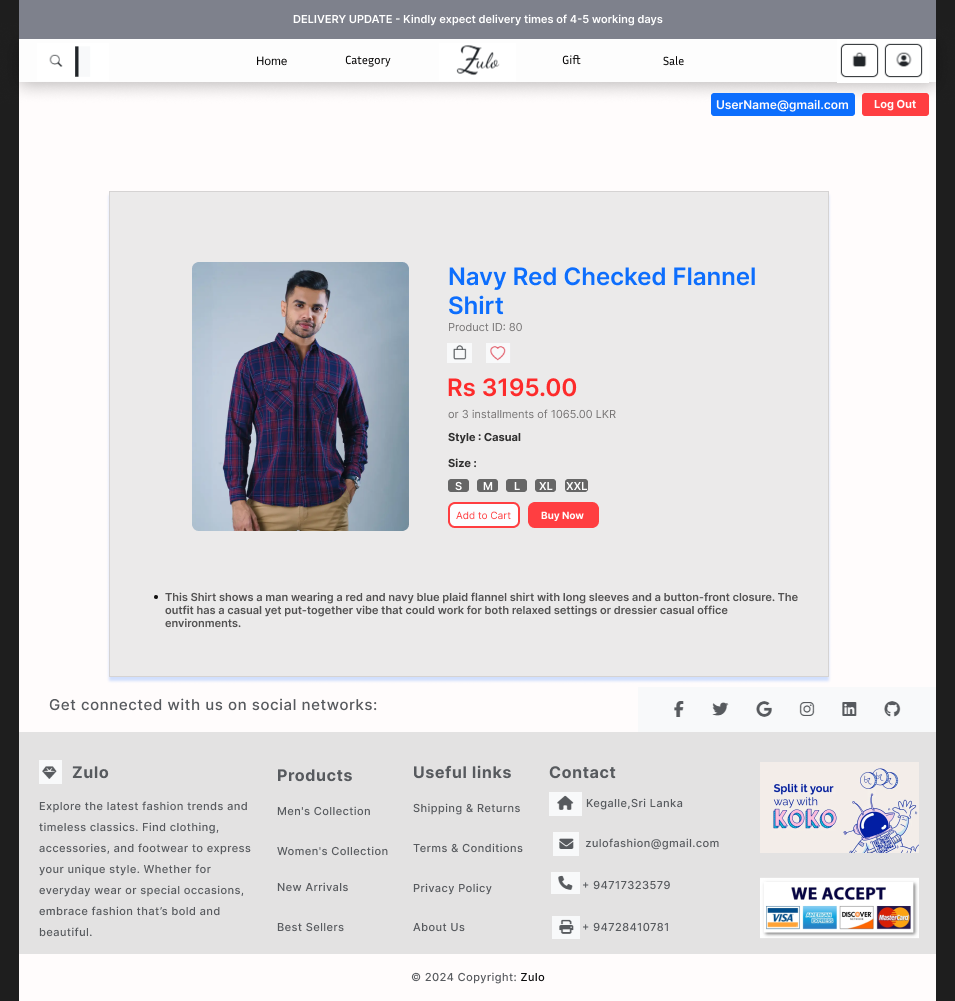 DELIVERY UPDATE - Kindly expect delivery times of 4-5 working days
Home
Category
Zulo
Gift
Sale
UserName@gmail.com
Log Out
Navy Red Checked Flannel
Shirt
Product ID: 80
Rs 3195.00
or 3 installments of 1065.00 LKR
Style : Casual
Size :
S
M
L
XL
XXL
Add to Cart
Buy Now
This Shirt shows a man wearing a red and navy blue plaid flannel shirt with long sleeves and a button-front closure. The
outfit has a casual yet put-together vibe that could work for both relaxed settings or dressier casual office
environments.
Get connected with us on social networks:
Zulo
Explore the latest fashion trends and
timeless classics. Find clothing,
accessories, and footwear to express
your unique style. Whether for
everyday wear or special occasions,
embrace fashion that's bold and
beautiful.
Products
Men's Collection
Women's Collection
New Arrivals
Best Sellers
Useful links
Shipping & Returns
Terms & Conditions
Privacy Policy
About Us
Contact
Kegalle,Sri Lanka
zulofashion@gmail.com
+ 94717323579
+ 94728410781
Split it your
way with
KOKO
WE ACCEPT
VISA
AMERICAN EXPRESS
DISCOVER
MasterCard
© 2024 Copyright: Zulo